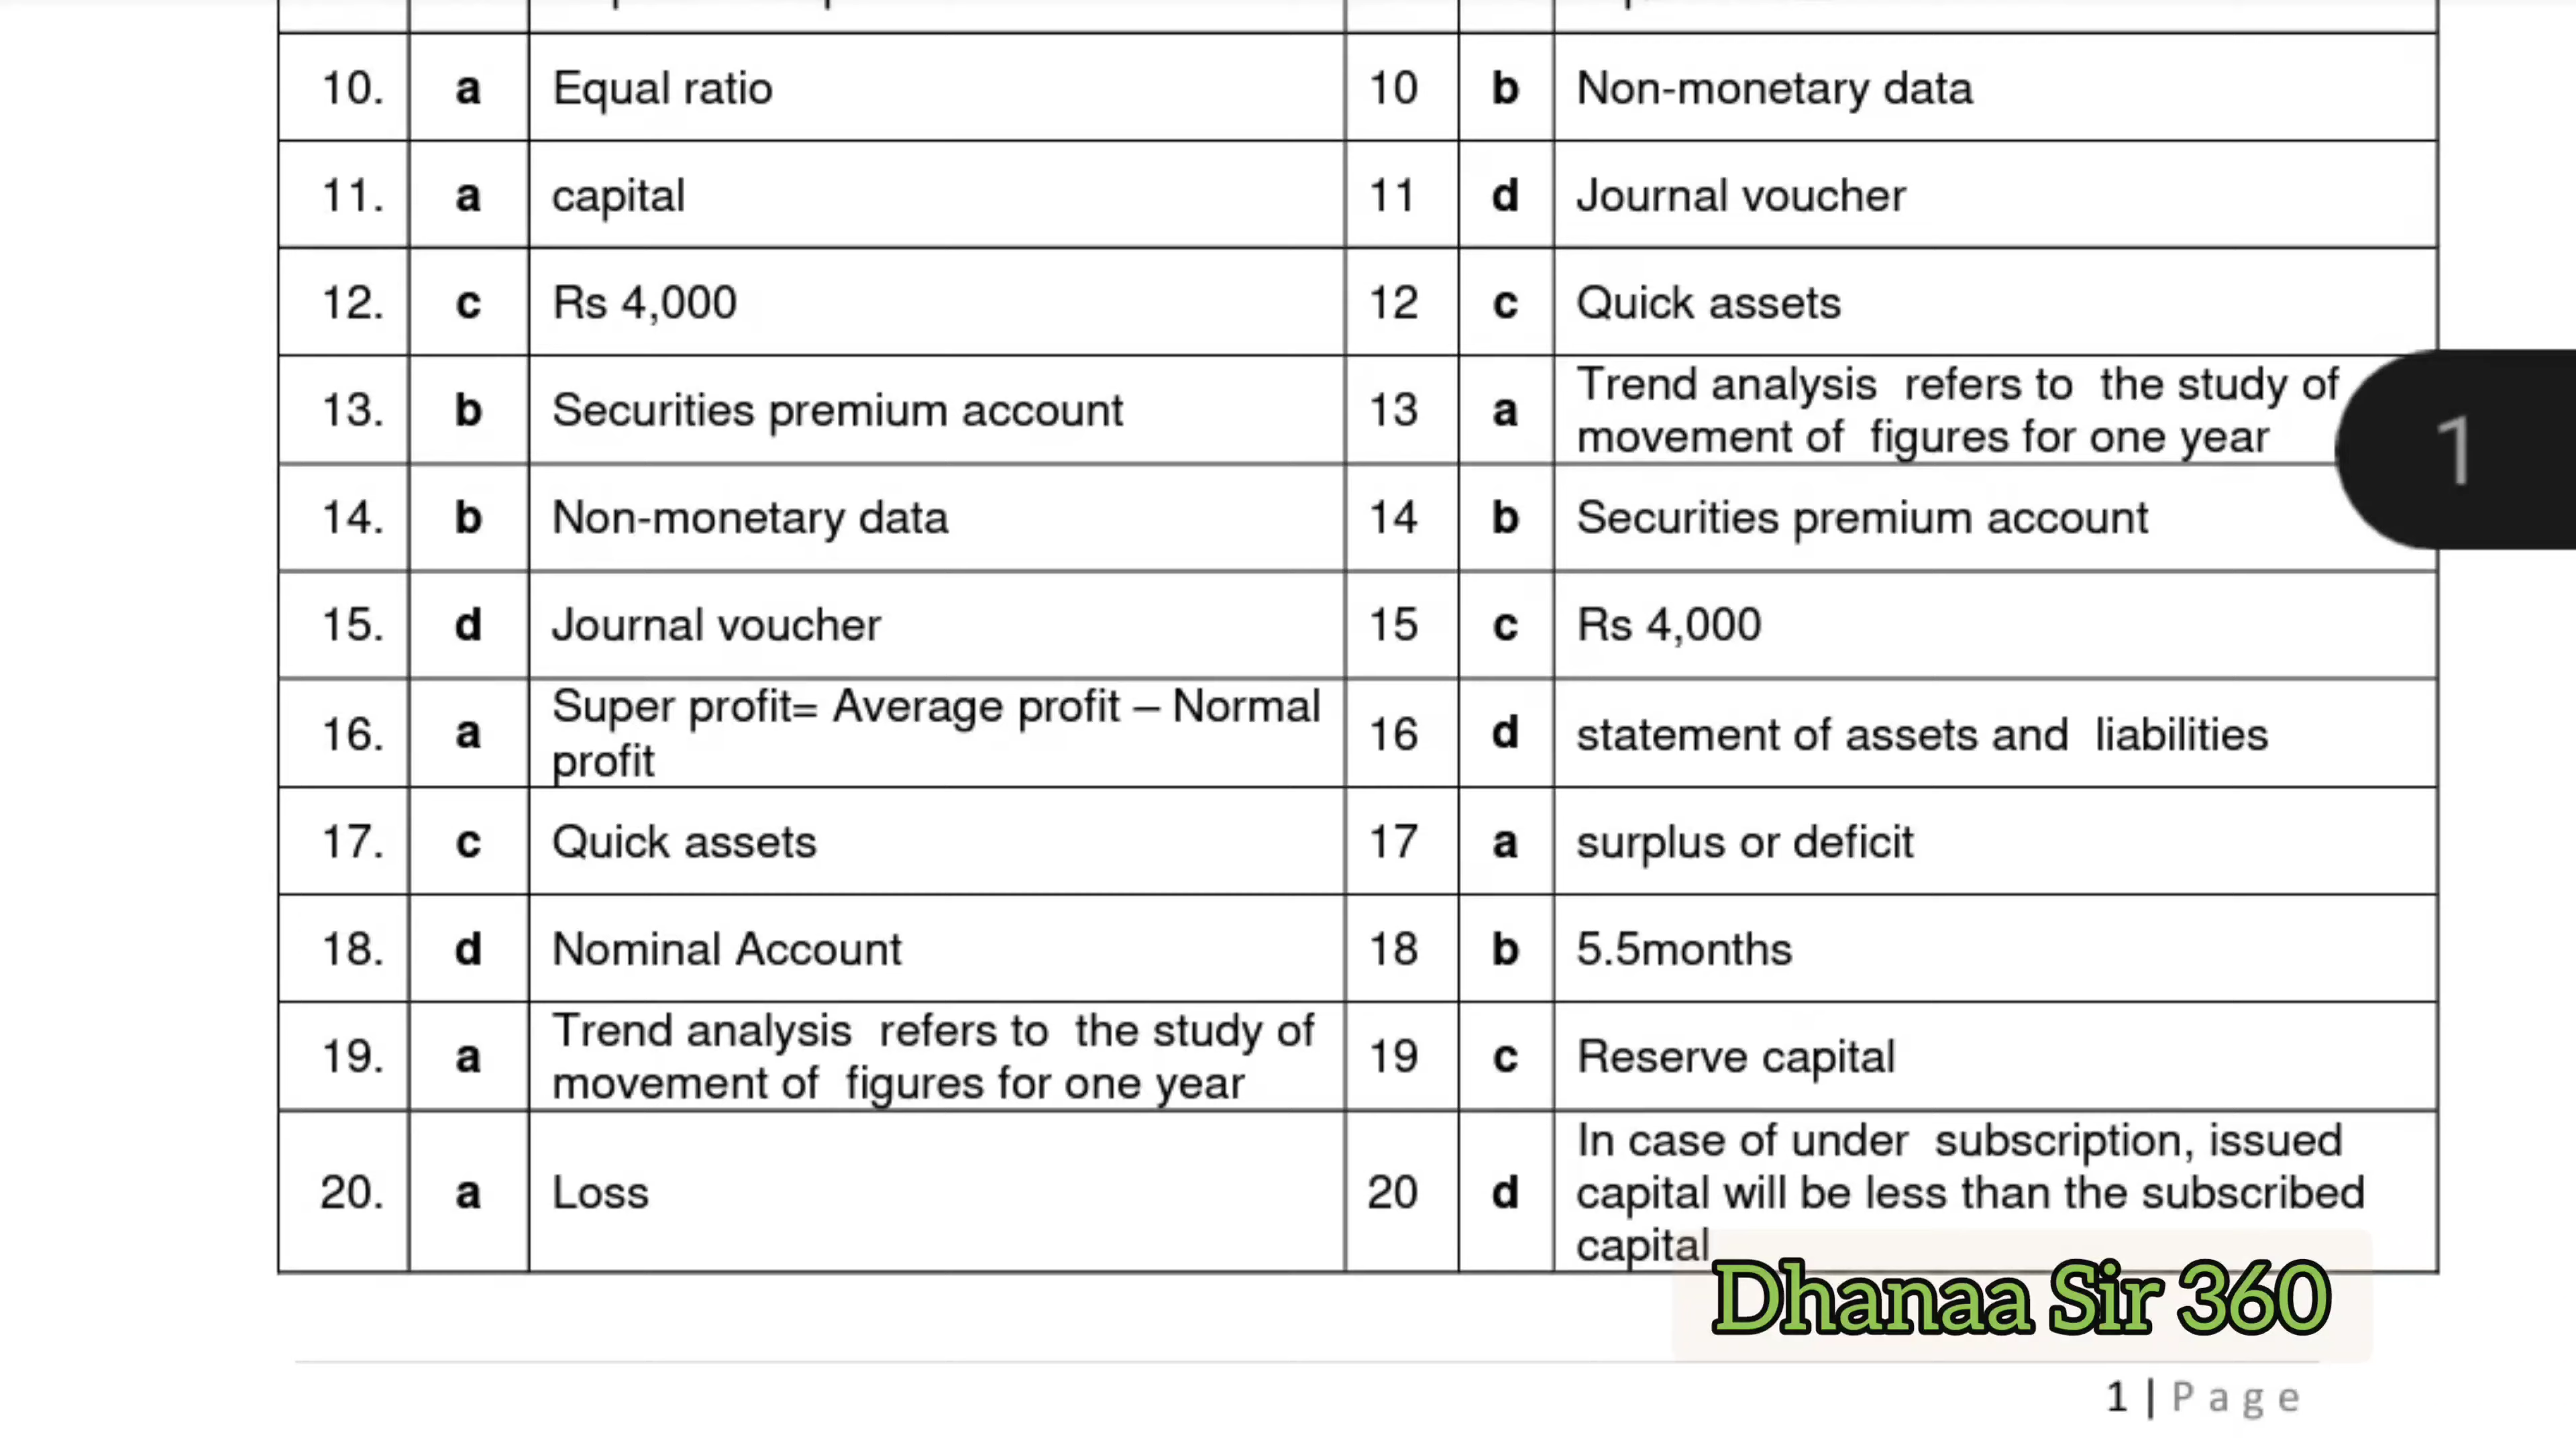 10. a Equal ratio 10 b Non-monetary data
11. a capital 11 d Journal voucher
12. c Rs 4,000 12 c Quick assets
13. b Securities premium account 13 a Trend analysis refers to the study of
movement of figures for one year
14. b Non-monetary data 14 b Securities premium account
15. d Journal voucher 15 c Rs 4,000
16. a Super profit= Average profit – Normal
profit 16 d statement of assets and liabilities
17. c Quick assets 17 a surplus or deficit
18. d Nominal Account 18 b 5.5months
19. a Trend analysis refers to the study of
movement of figures for one year 19 c Reserve capital
20. a Loss 20 d In case of under subscription, issued
capital will be less than the subscribed
capital
1
Dhanaa Sir 360
1 | Page